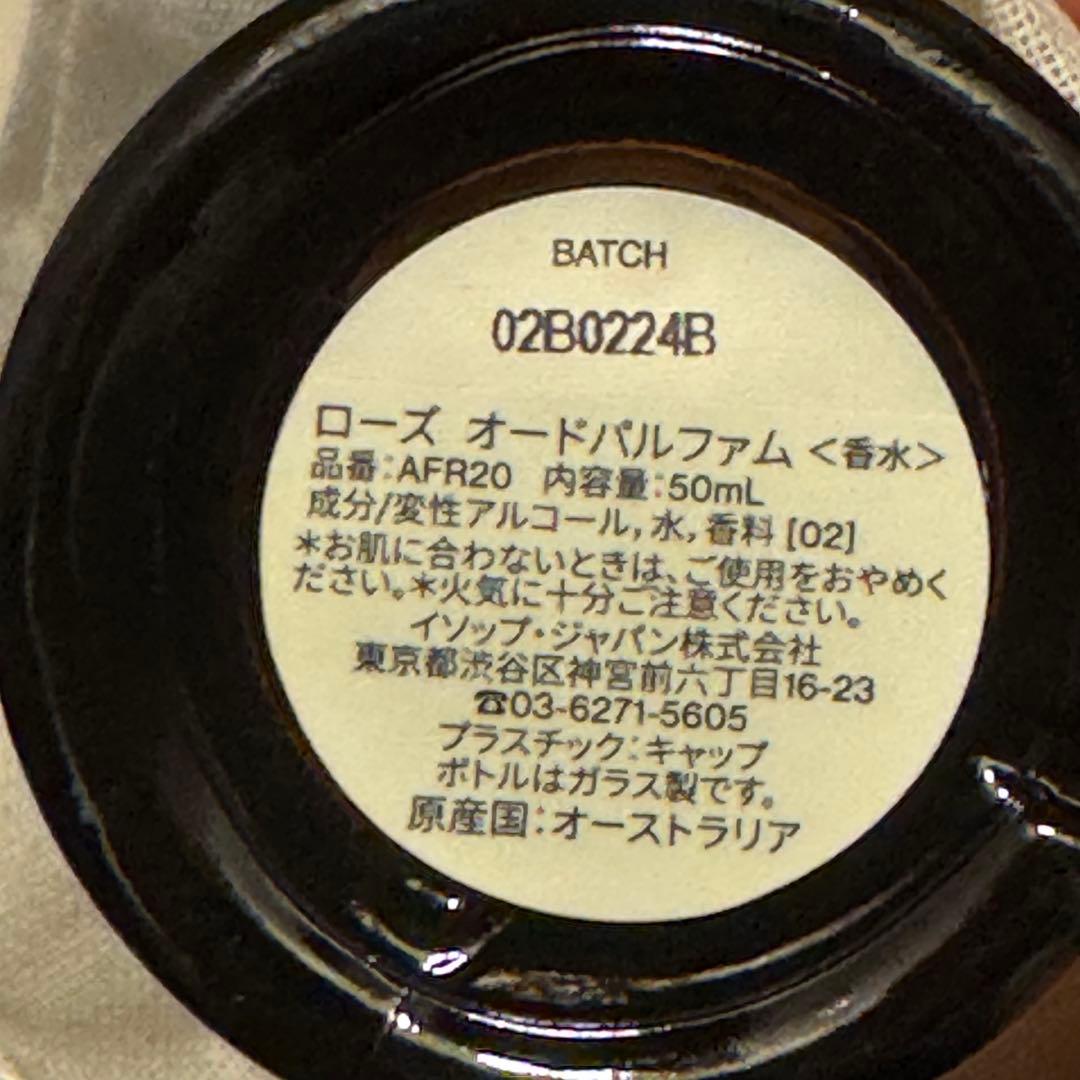 BATCH
02B0224B
ローズ オードパルファム <香水>
品番:AFR20 内容量:50mL
成分/変性アルコール,水,香料 [02]
*お肌に合わないときは、ご使用をおやめく
ださい。*火気に十分ご注意ください。
イソップ・ジャパン株式会社
東京都渋谷区神宮前六丁目16-23
☎03-6271-5605
プラスチック:キャップ
ボトルはガラス製です。
原産国:オーストラリア